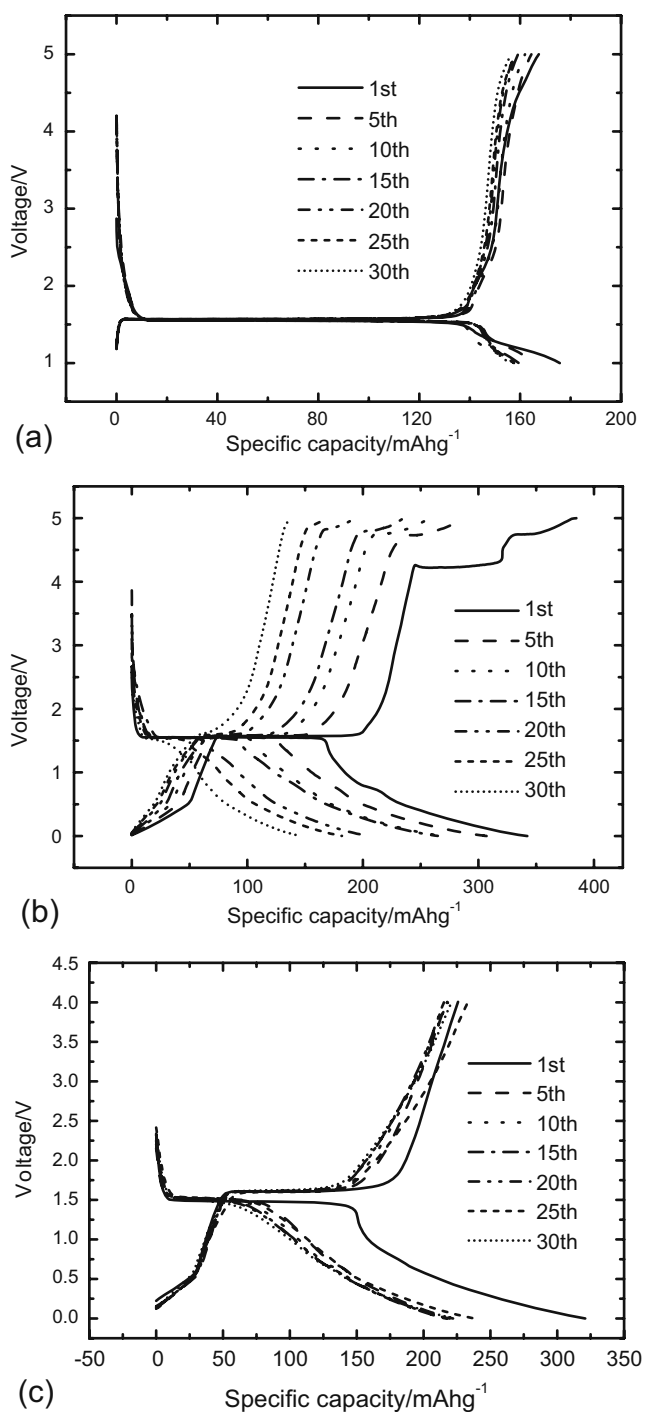 5
4
3
2
1
Voltage/V
1st
5th
10th
15th
20th
25th
30th
0 40 80 120 160 200
(a) Specific capacity/mAhg⁻¹
5
4
3
2
1
0
Voltage/V
1st
5th
10th
15th
20th
25th
30th
0 100 200 300 400
(b) Specific capacity/mAhg⁻¹
4.5
4.0
3.5
3.0
2.5
2.0
1.5
1.0
0.5
0.0
Voltage/V
1st
5th
10th
15th
20th
25th
30th
-50 0 50 100 150 200 250 300 350
(c) Specific capacity/mAhg⁻¹